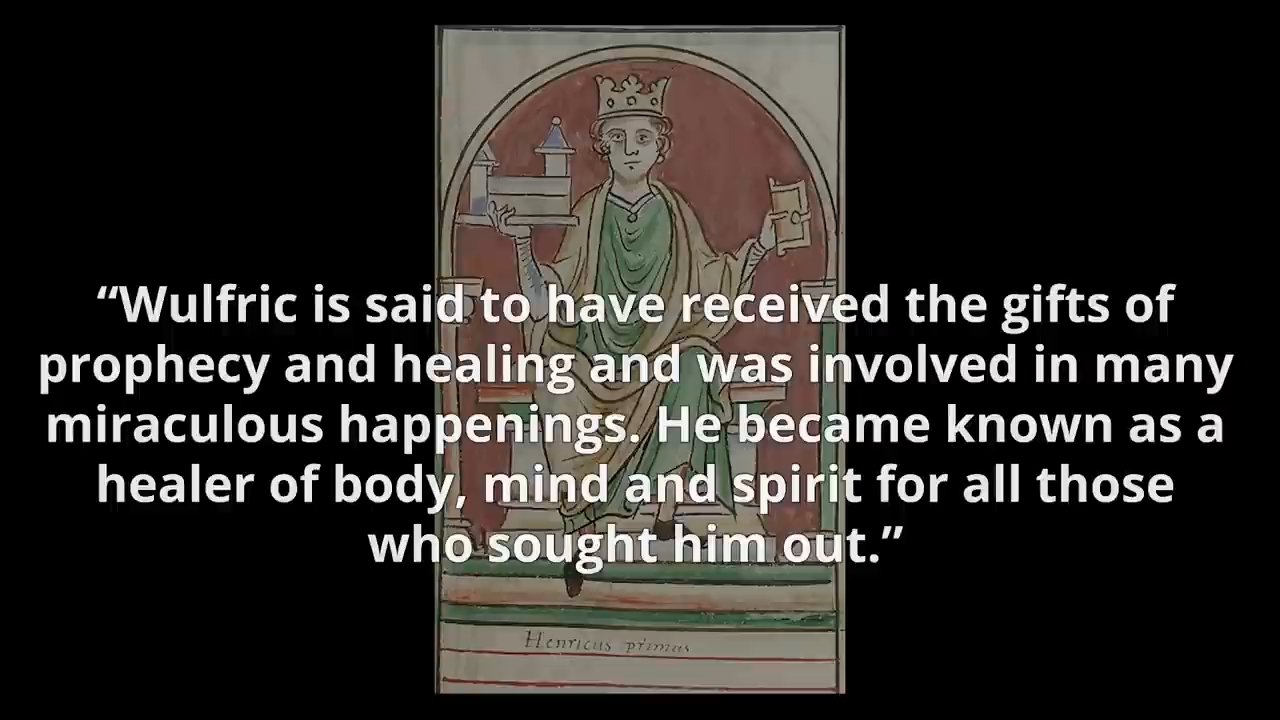 “Wulfric is said to have received the gifts of
prophecy and healing and was involved in many
miraculous happenings. He became known as a
healer of body, mind and spirit for all those
who sought him out.”
Henricus primus